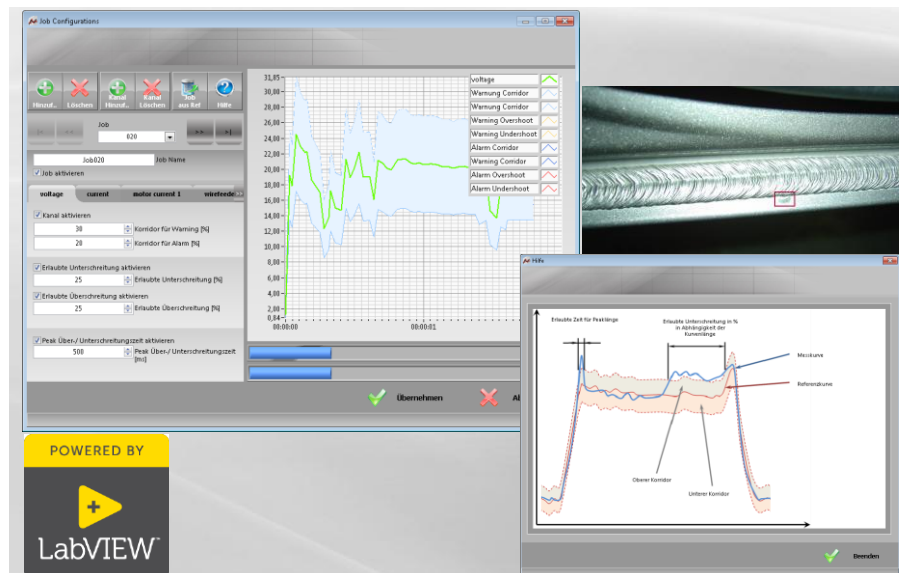 Job Configurations
Hinzuf..
Löschen
Kanal
Hinzuf..
Kanal
Löschen
Job
aus Ref
Hilfe
Job
020
Job020
Job Name
Job aktivieren
voltage
current
motor current 1
Kanal aktivieren
30
Korridor für Warning [%]
20
Korridor für Alarm [%]
Erlaubte Unterschreitung aktivieren
25
Erlaubte Unterschreitung [%]
Erlaubte Überschreitung aktivieren
25
Erlaubte Überschreitung [%]
Peak Über-/ Unterschreitungszeit aktivieren
500
Peak Über-/ Unterschreitungszeit
[ms]
31,05
30,00
28,00
26,00
24,00
22,00
20,00
18,00
16,00
14,00
12,00
10,00
8,00
6,00
4,00
2,00
0,04
00:00:00
00:00:01
voltage
Warnung Corridor
Warnung Corridor
Warning Overshoot
Warning Undershoot
Alarm Corridor
Warning Corridor
Alarm Overshoot
Alarm Undershoot
Übernehmen
Hilfe
Erlaubte Zeit für Peaklänge
Erlaubte Unterschreitung in %
in Abhängigkeit der
Kurvenlänge
Messkurve
Referenzkurve
Oberer Korridor
Unterer Korridor
Beenden
POWERED BY
LabVIEW